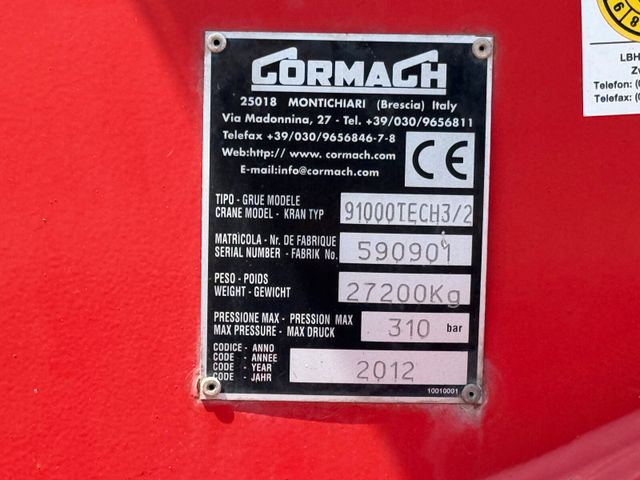 CORMACH
25018 MONTICHIARI (Brescia) Italy
Via Madonnina, 27 - Tel. +39/030/9656811
Telefax +39/030/9656846-7-8
Web:http// www. cormach.com
E-mail:info@cormach.com
CE
TIPO - GRUE MODELE
CRANE MODEL - KRAN TYP 91000TECH3/2
MATRICOLA - Nr. DE FABRIQUE
SERIAL NUMBER - FABRIK No. 590901
PESO - POIDS
WEIGHT - GEWICHT 27200Kg
PRESSIONE MAX - PRESSION MAX
MAX PRESSURE - MAX DRUCK 310 bar
CODICE - ANNO
CODE - ANNEE
CODE - YEAR
CODE - JAHR 2012
10010001
9 8
LBH
Telefon: (
Telefax: (